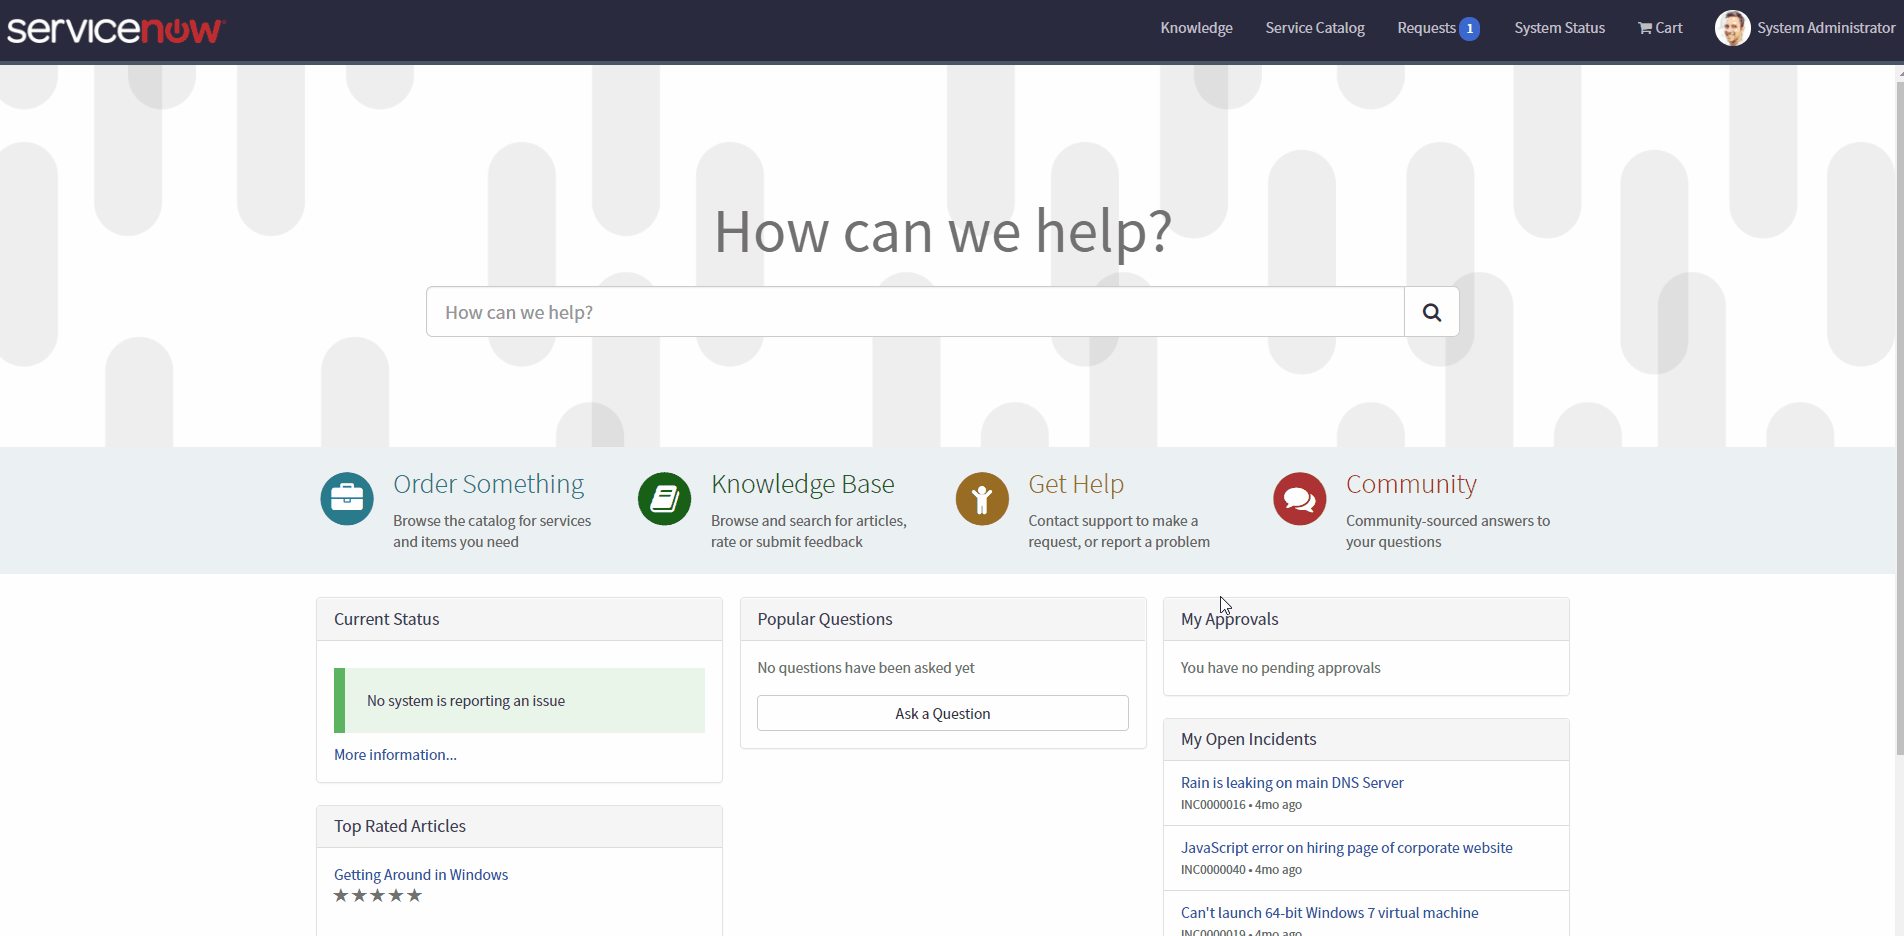 servicenow
Knowledge
Service Catalog
Requests 1
System Status
Cart
System Administrator
How can we help?
How can we help?
Order Something
Browse the catalog for services
and items you need
Knowledge Base
Browse and search for articles,
rate or submit feedback
Get Help
Contact support to make a
request, or report a problem
Community
Community-sourced answers to
your questions
Current Status
No system is reporting an issue
More information...
Top Rated Articles
Getting Around in Windows
Popular Questions
No questions have been asked yet
Ask a Question
My Approvals
You have no pending approvals
My Open Incidents
Rain is leaking on main DNS Server
INC0000016 • 4mo ago
JavaScript error on hiring page of corporate website
INC0000040 • 4mo ago
Can't launch 64-bit Windows 7 virtual machine
INC0000019 • 4mo ago